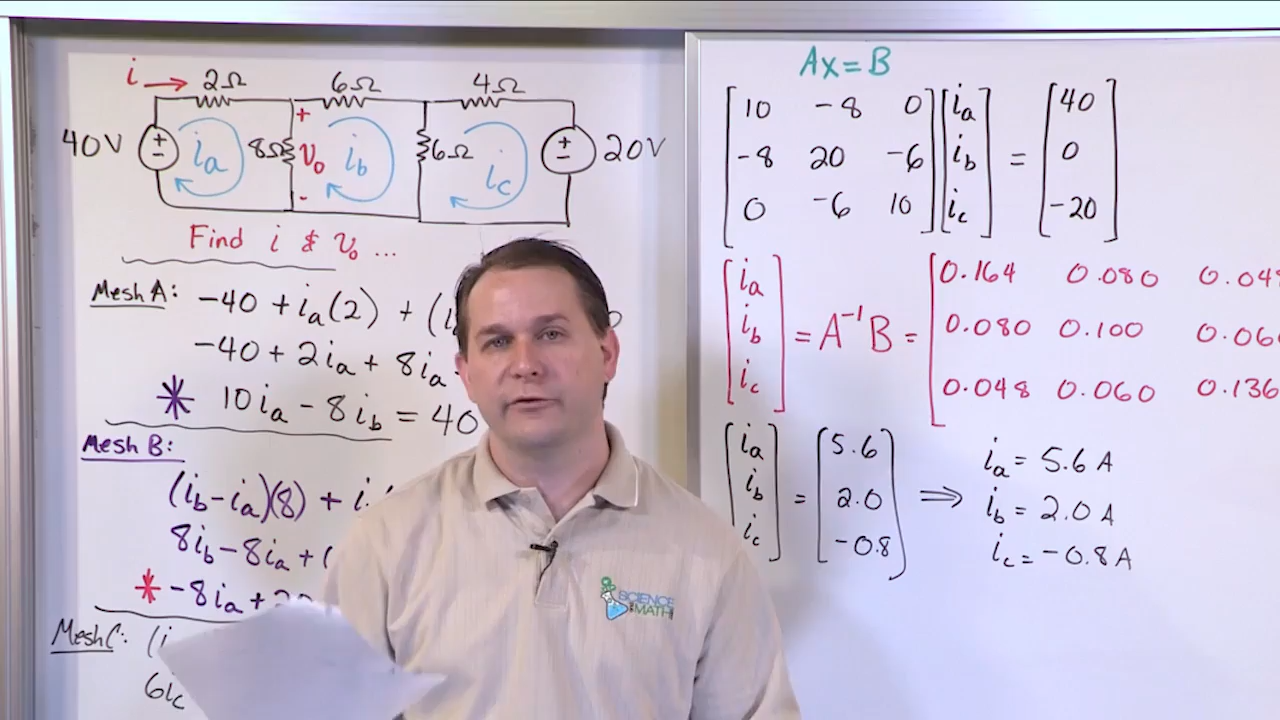 i → 2Ω 6Ω 4Ω
40V + − ia 8Ω + V₀ − ib 6Ω ic + − 20V
Find i & V₀ ...
Mesh A: −40 + ia(2) + (
−40 + 2ia + 8ia
* 10ia − 8ib = 40
Mesh B:
(ib − ia)(8) +
8ib − 8ia +
* −8ia +
Mesh C: (
6ic
SCIENCE
MATH
Ax = B
[10 −8 0] [ia] [40]
[−8 20 −6] [ib] = [0]
[0 −6 10] [ic] [−20]
[ia] [0.164 0.080
[ib] = A⁻¹B = [0.080 0.100
[ic] [0.048 0.060 0.136
[ia] [5.6] ia = 5.6 A
[ib] = [2.0] ⇒ ib = 2.0 A
[ic] [−0.8] ic = −0.8 A